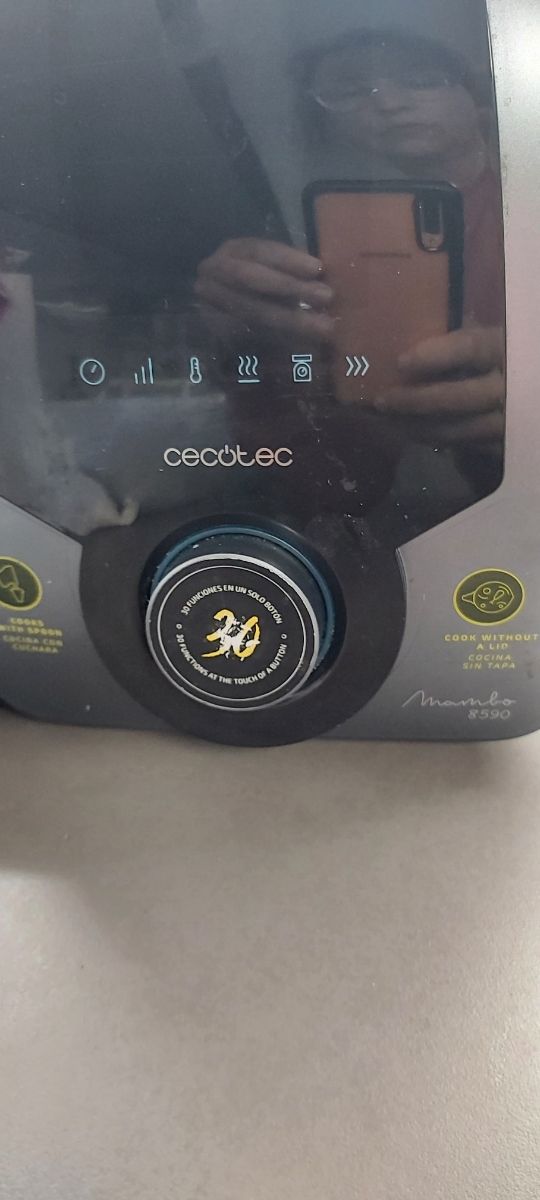 cecotec
30 FUNCIONES EN UN SOLO BOTÓN
30
30 FUNCTIONS AT THE TOUCH OF A BUTTON
COOKS
WITH SPOON
COCINA CON
CUCHARA
COOK WITHOUT
A LID
COCINA
SIN TAPA
Mambo
8590